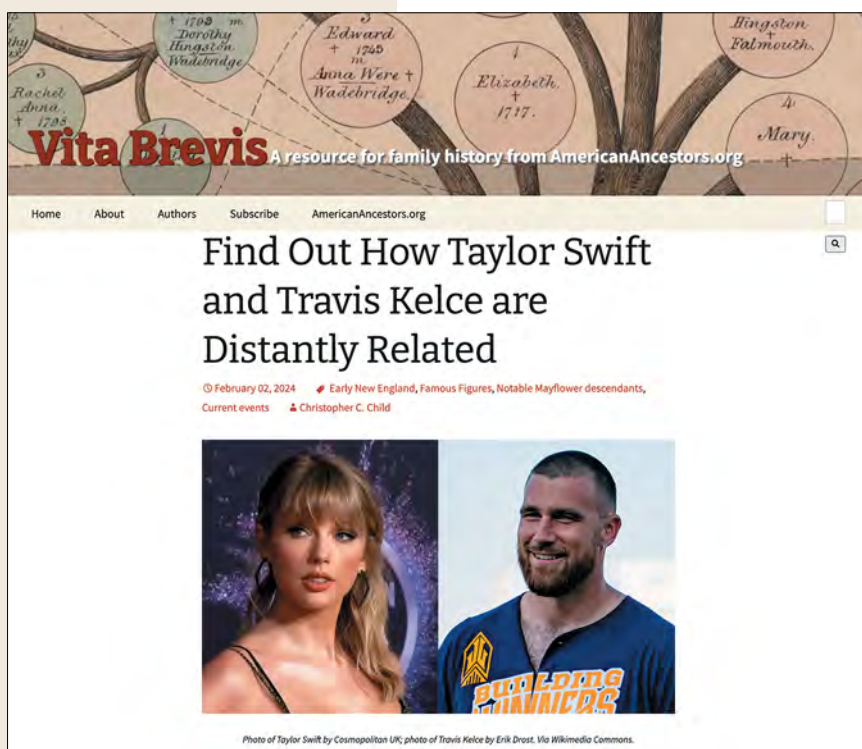 + 1793 m
Dorothy
Hingston
Wadebridge
3
Edward
+ 1745
m
Anna Were +
Wadebridge.
Hingston
+
Falmouth.
3
Rachel
Anna,
+ 1798
1
Elizabeth.
+
1717.
4
Mary.
+
Vita Brevis A resource for family history from AmericanAncestors.org
Home About Authors Subscribe AmericanAncestors.org
Find Out How Taylor Swift
and Travis Kelce are
Distantly Related
February 02, 2024 Early New England, Famous Figures, Notable Mayflower descendants,
Current events Christopher C. Child
BUILDING
WINNERS
Photo of Taylor Swift by Cosmopolitan UK; photo of Travis Kelce by Erik Drost. Via Wikimedia Commons.